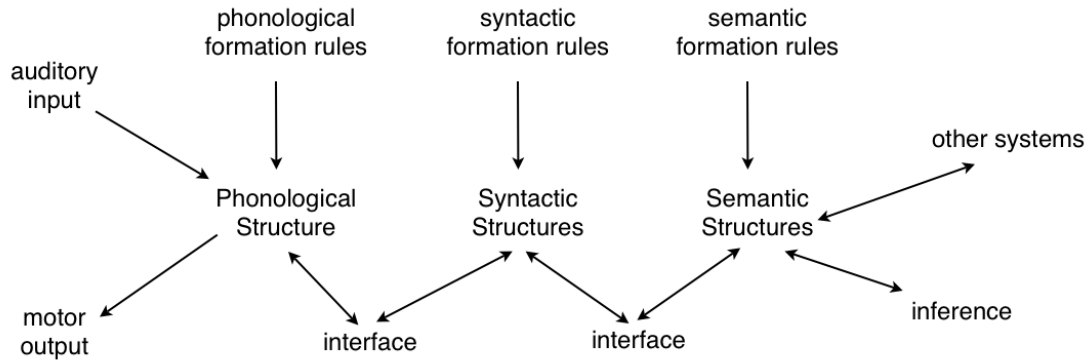 phonological
formation rules
syntactic
formation rules
semantic
formation rules
auditory
input
other systems
Phonological
Structure
Syntactic
Structures
Semantic
Structures
motor
output
interface
interface
inference